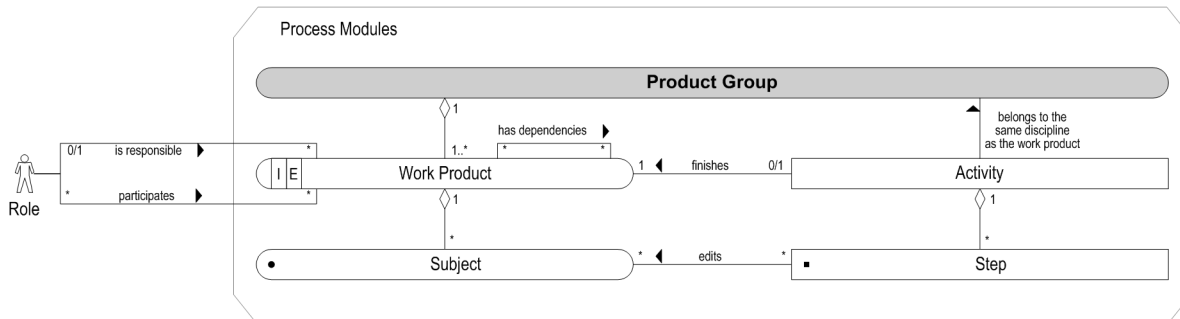 Process Modules
Product Group
1
1
has dependencies
belongs to the
same discipline
as the work product
0/1 is responsible *
1..*
* *
I E Work Product
1 finishes 0/1
Activity
Role
* participates *
1
1
*
*
Subject
* edits *
Step